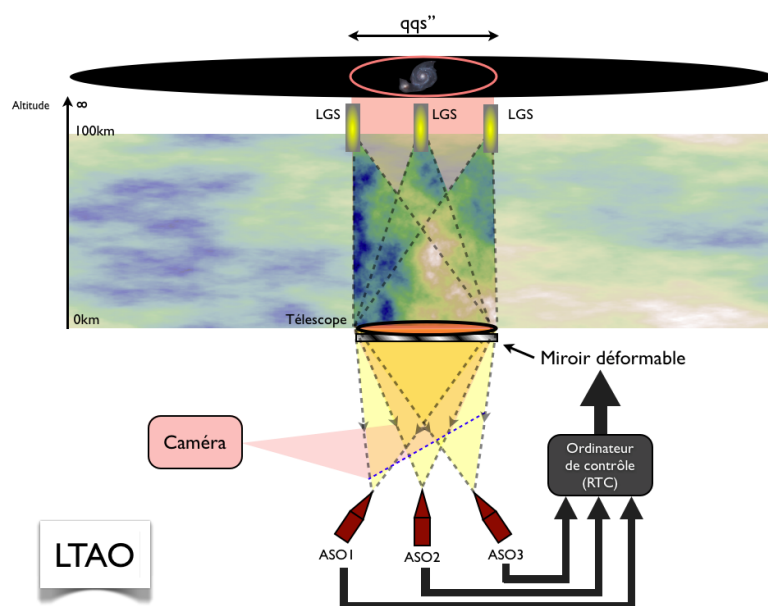 qqs"
Altitude
∞
100km
LGS
LGS
LGS
0km
Télescope
Miroir déformable
Caméra
Ordinateur
de contrôle
(RTC)
LTAO
ASO1
ASO2
ASO3